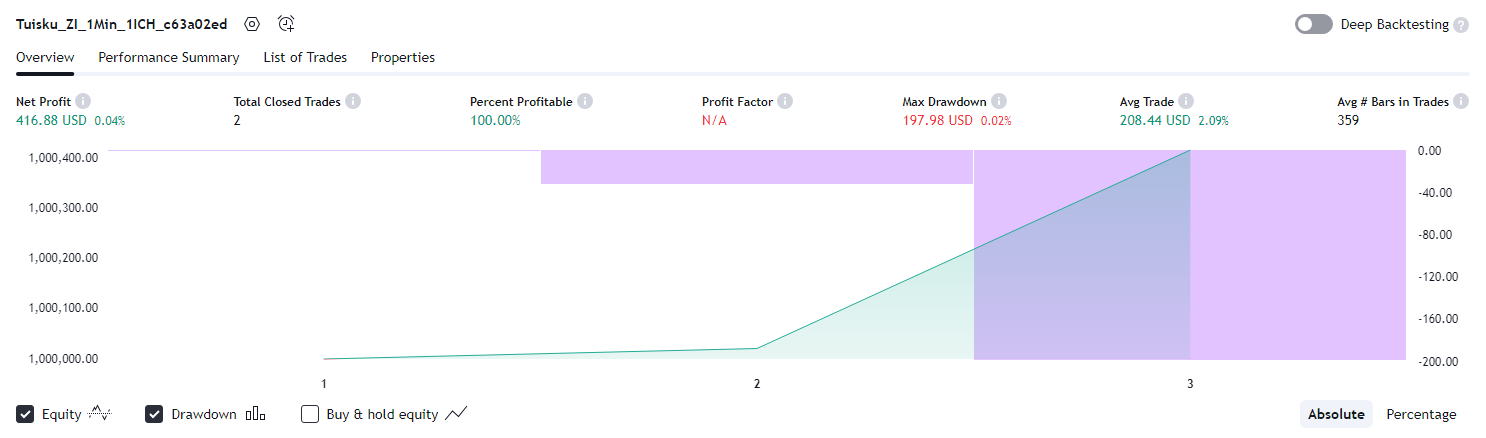 Tuisku_ZI_1Min_1ICH_c63a02ed Deep Backtesting ?
Overview Performance Summary List of Trades Properties
Net Profit Total Closed Trades Percent Profitable Profit Factor Max Drawdown Avg Trade Avg # Bars in Trades
416.88 USD 0.04% 2 100.00% N/A 197.98 USD 0.02% 208.44 USD 2.09% 359
1,000,400.00 0.00
1,000,300.00 -40.00
1,000,200.00 -80.00
1,000,100.00 -120.00
1,000,000.00 -160.00
-200.00
1 2 3
Equity Drawdown Buy & hold equity Absolute Percentage